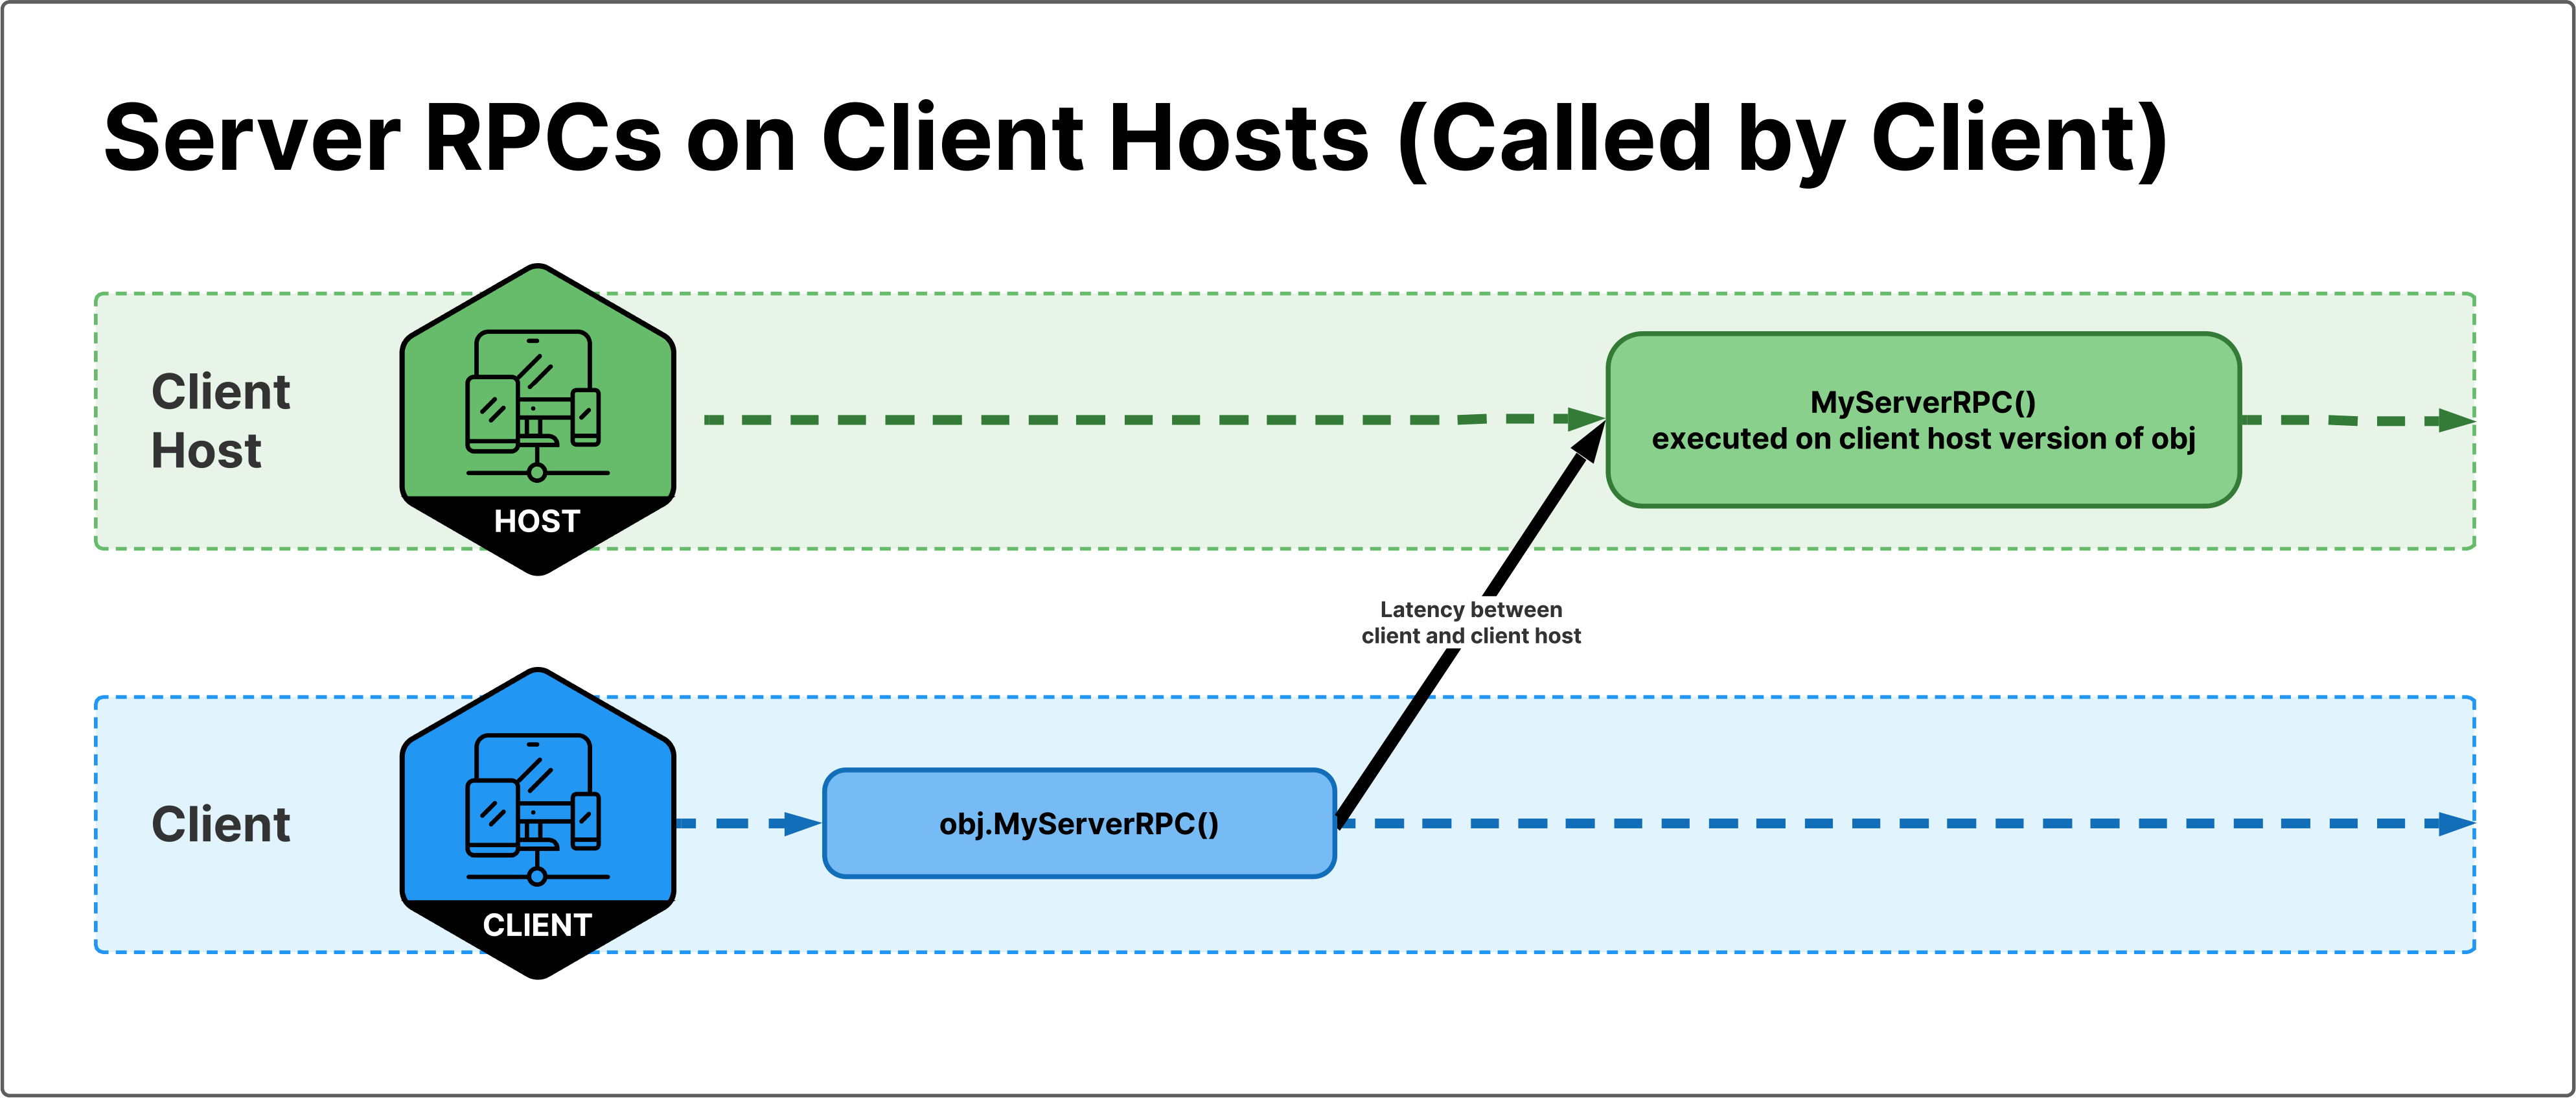 Server RPCs on Client Hosts (Called by Client)
Client
Host
HOST
MyServerRPC()
executed on client host version of obj
Latency between
client and client host
Client
CLIENT
obj.MyServerRPC()